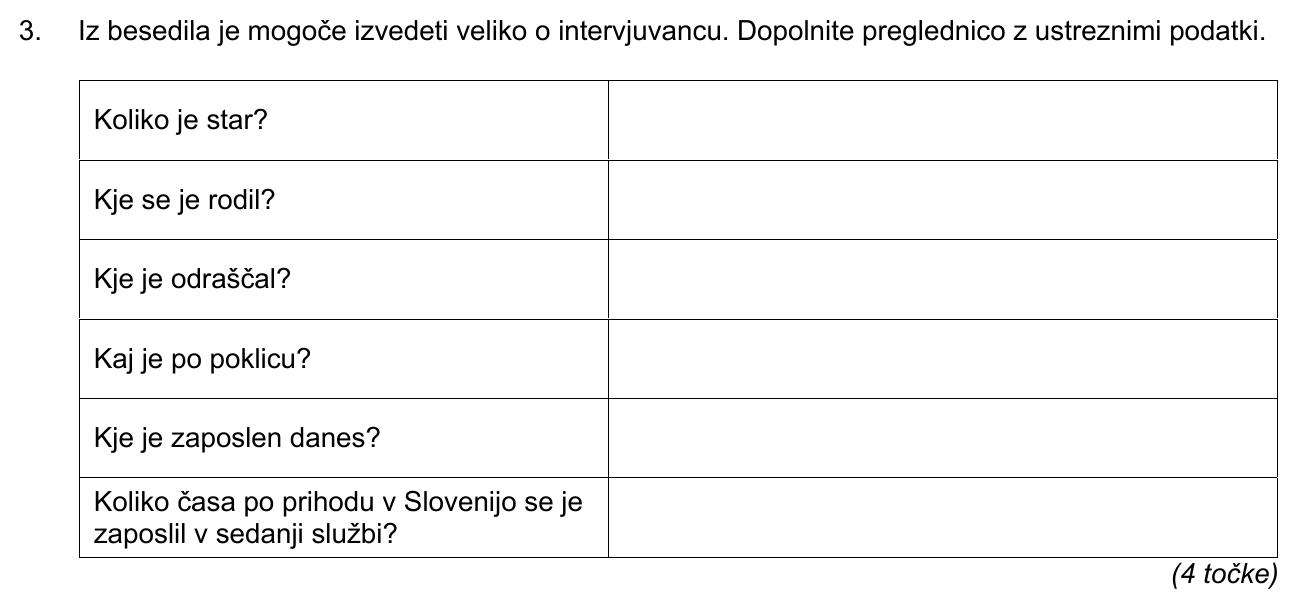 3. Iz besedila je mogoče izvedeti veliko o intervjuvancu. Dopolnite preglednico z ustreznimi podatki.
Koliko je star?
Kje se je rodil?
Kje je odraščal?
Kaj je po poklicu?
Kje je zaposlen danes?
Koliko časa po prihodu v Slovenijo se je
zaposlil v sedanji službi?
(4 točke)